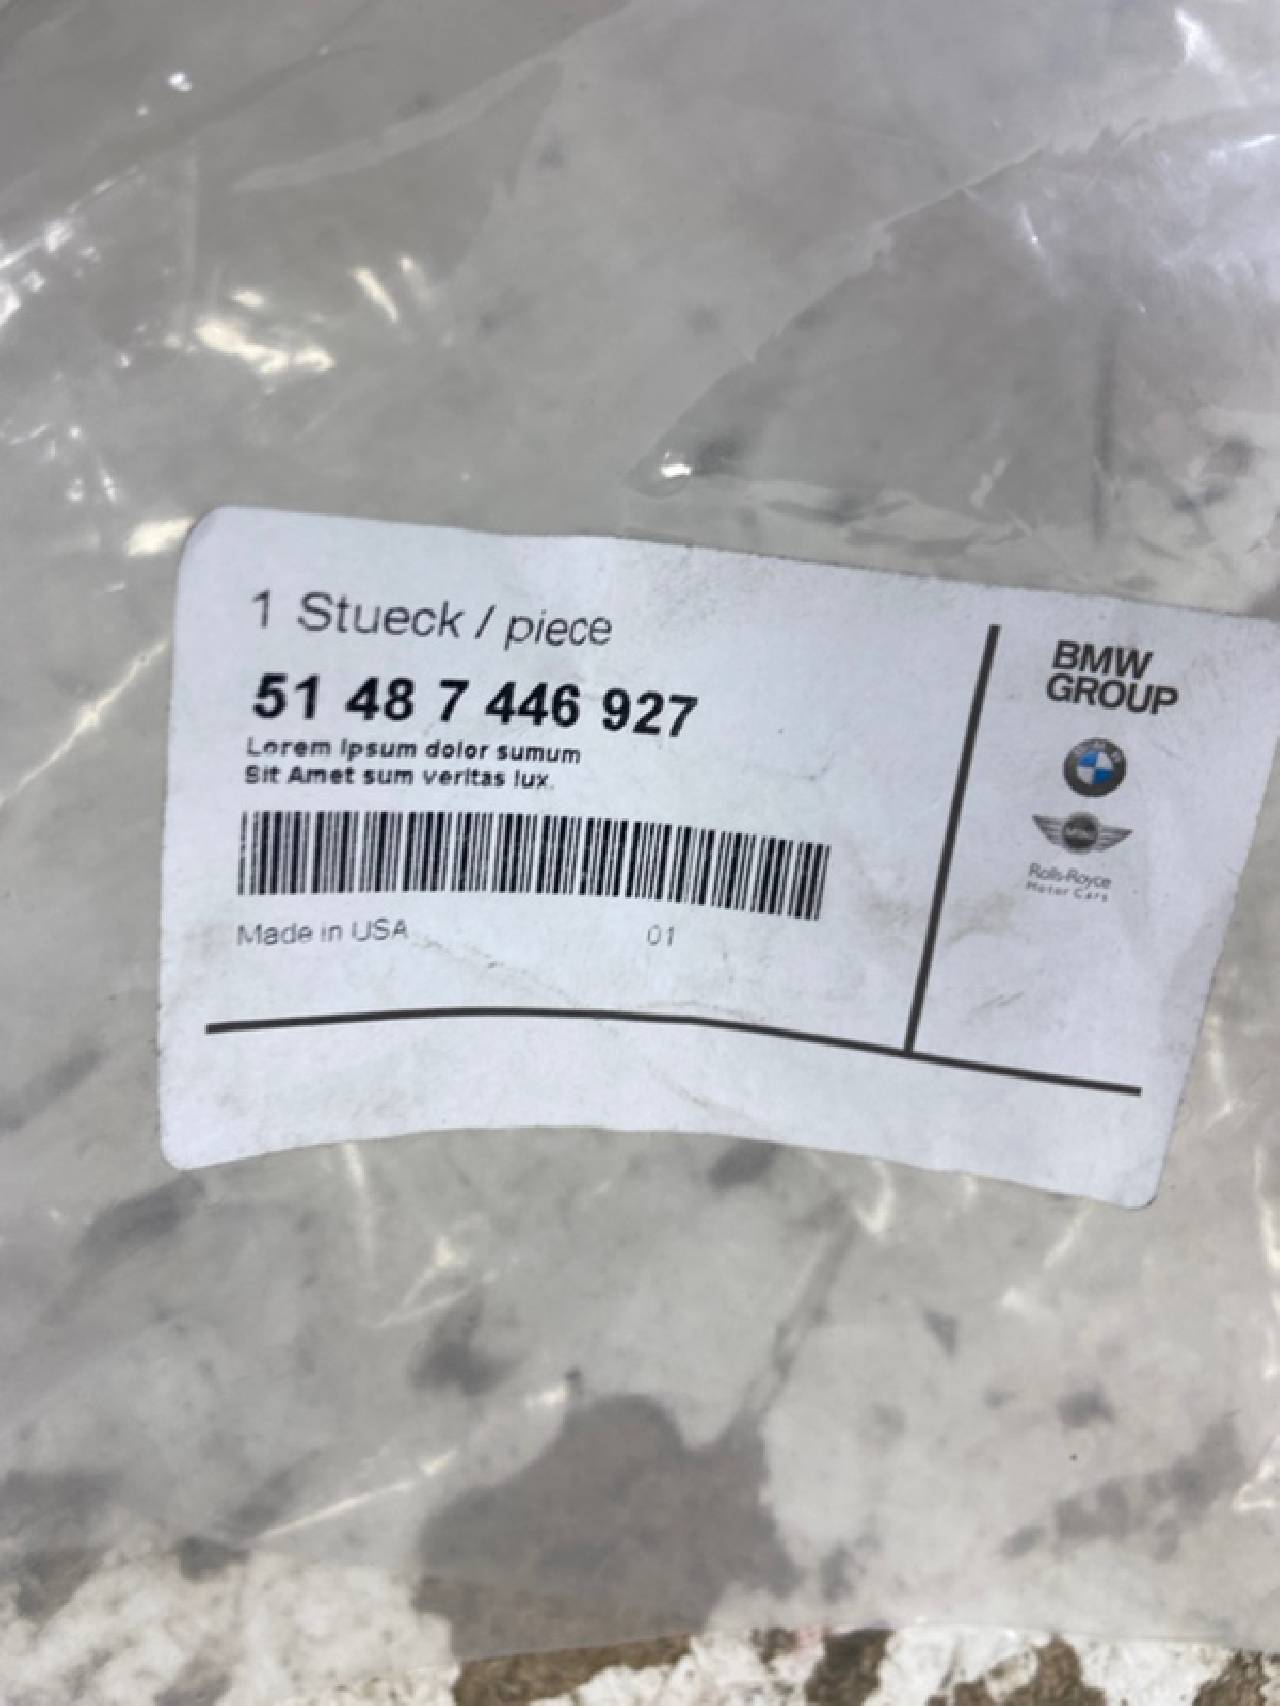 1 Stueck / piece
51 48 7 446 927
Lorem Ipsum dolor sumum
Sit Amet sum veritas lux.
Made in USA
01
BMW
GROUP
Rolls-Royce
Motor Cars